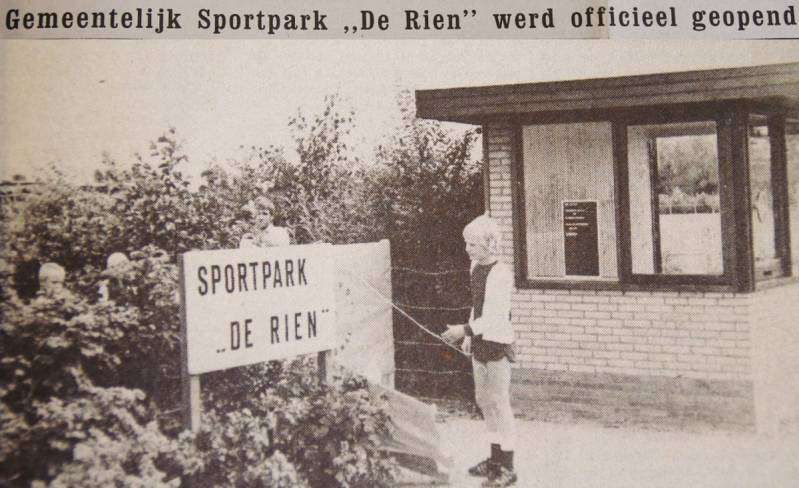 Gemeentelijk Sportpark „De Rien” werd officieel geopend
SPORTPARK
„DE RIEN”